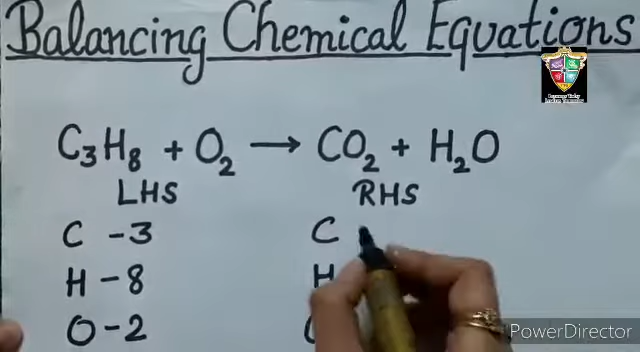 Balancing Chemical Equations
C₃H₈ + O₂ → CO₂ + H₂O
LHS RHS
C - 3 C
H - 8 H
O - 2
PowerDirector